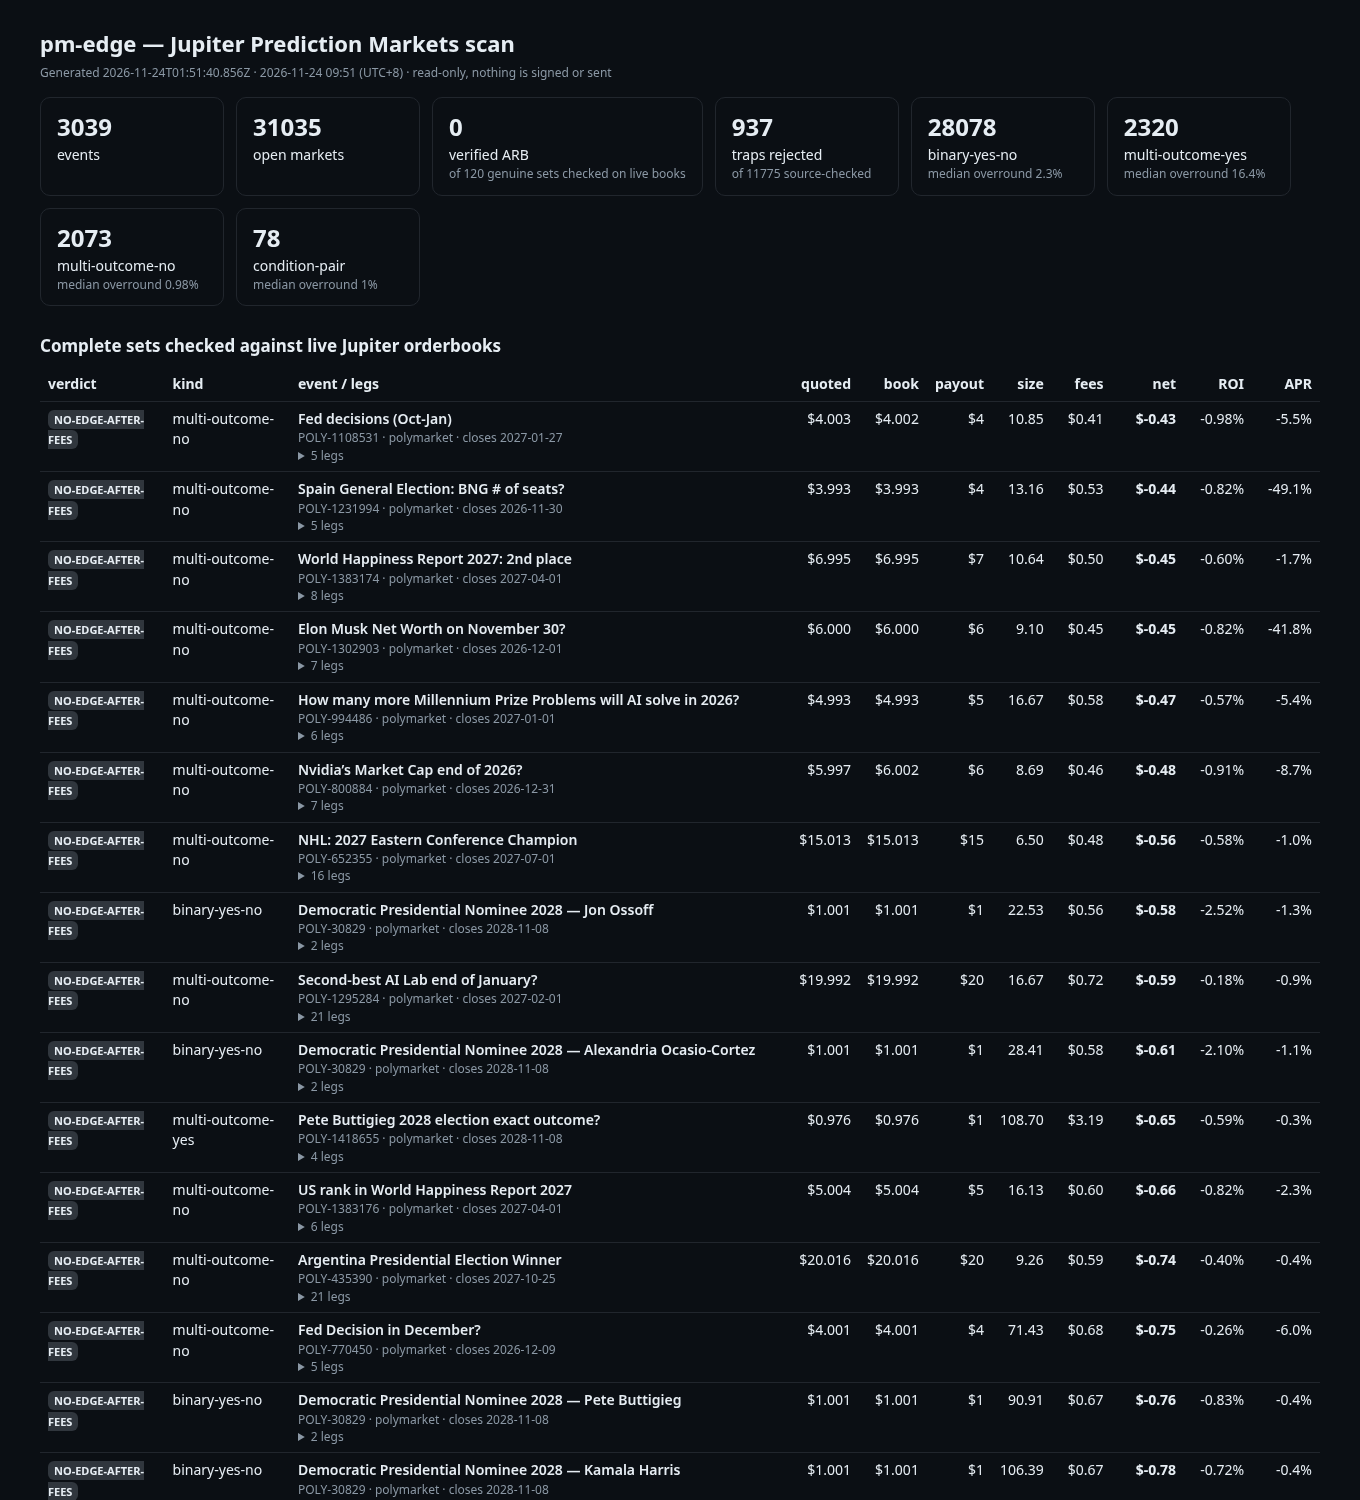 pm-edge — Jupiter Prediction Markets scan
Generated 2026-11-24T01:51:40.856Z · 2026-11-24 09:51 (UTC+8) · read-only, nothing is signed or sent
3039
events
31035
open markets
0
verified ARB
of 120 genuine sets checked on live books
937
traps rejected
of 11775 source-checked
28078
binary-yes-no
median overround 2.3%
2320
multi-outcome-yes
median overround 16.4%
2073
multi-outcome-no
median overround 0.98%
78
condition-pair
median overround 1%
Complete sets checked against live Jupiter orderbooks
verdict kind event / legs quoted book payout size fees net ROI APR
NO-EDGE-AFTER- multi-outcome- Fed decisions (Oct-Jan) $4.003 $4.002 $4 10.85 $0.41 $-0.43 -0.98% -5.5%
FEES no POLY-1108531 · polymarket · closes 2027-01-27
▶ 5 legs
NO-EDGE-AFTER- multi-outcome- Spain General Election: BNG # of seats? $3.993 $3.993 $4 13.16 $0.53 $-0.44 -0.82% -49.1%
FEES no POLY-1231994 · polymarket · closes 2026-11-30
▶ 5 legs
NO-EDGE-AFTER- multi-outcome- World Happiness Report 2027: 2nd place $6.995 $6.995 $7 10.64 $0.50 $-0.45 -0.60% -1.7%
FEES no POLY-1383174 · polymarket · closes 2027-04-01
▶ 8 legs
NO-EDGE-AFTER- multi-outcome- Elon Musk Net Worth on November 30? $6.000 $6.000 $6 9.10 $0.45 $-0.45 -0.82% -41.8%
FEES no POLY-1302903 · polymarket · closes 2026-12-01
▶ 7 legs
NO-EDGE-AFTER- multi-outcome- How many more Millennium Prize Problems will AI solve in 2026? $4.993 $4.993 $5 16.67 $0.58 $-0.47 -0.57% -5.4%
FEES no POLY-994486 · polymarket · closes 2027-01-01
▶ 6 legs
NO-EDGE-AFTER- multi-outcome- Nvidia’s Market Cap end of 2026? $5.997 $6.002 $6 8.69 $0.46 $-0.48 -0.91% -8.7%
FEES no POLY-800884 · polymarket · closes 2026-12-31
▶ 7 legs
NO-EDGE-AFTER- multi-outcome- NHL: 2027 Eastern Conference Champion $15.013 $15.013 $15 6.50 $0.48 $-0.56 -0.58% -1.0%
FEES no POLY-652355 · polymarket · closes 2027-07-01
▶ 16 legs
NO-EDGE-AFTER- binary-yes-no Democratic Presidential Nominee 2028 — Jon Ossoff $1.001 $1.001 $1 22.53 $0.56 $-0.58 -2.52% -1.3%
FEES POLY-30829 · polymarket · closes 2028-11-08
▶ 2 legs
NO-EDGE-AFTER- multi-outcome- Second-best AI Lab end of January? $19.992 $19.992 $20 16.67 $0.72 $-0.59 -0.18% -0.9%
FEES no POLY-1295284 · polymarket · closes 2027-02-01
▶ 21 legs
NO-EDGE-AFTER- binary-yes-no Democratic Presidential Nominee 2028 — Alexandria Ocasio-Cortez $1.001 $1.001 $1 28.41 $0.58 $-0.61 -2.10% -1.1%
FEES POLY-30829 · polymarket · closes 2028-11-08
▶ 2 legs
NO-EDGE-AFTER- multi-outcome- Pete Buttigieg 2028 election exact outcome? $0.976 $0.976 $1 108.70 $3.19 $-0.65 -0.59% -0.3%
FEES yes POLY-1418655 · polymarket · closes 2028-11-08
▶ 4 legs
NO-EDGE-AFTER- multi-outcome- US rank in World Happiness Report 2027 $5.004 $5.004 $5 16.13 $0.60 $-0.66 -0.82% -2.3%
FEES no POLY-1383176 · polymarket · closes 2027-04-01
▶ 6 legs
NO-EDGE-AFTER- multi-outcome- Argentina Presidential Election Winner $20.016 $20.016 $20 9.26 $0.59 $-0.74 -0.40% -0.4%
FEES no POLY-435390 · polymarket · closes 2027-10-25
▶ 21 legs
NO-EDGE-AFTER- multi-outcome- Fed Decision in December? $4.001 $4.001 $4 71.43 $0.68 $-0.75 -0.26% -6.0%
FEES no POLY-770450 · polymarket · closes 2026-12-09
▶ 5 legs
NO-EDGE-AFTER- binary-yes-no Democratic Presidential Nominee 2028 — Pete Buttigieg $1.001 $1.001 $1 90.91 $0.67 $-0.76 -0.83% -0.4%
FEES POLY-30829 · polymarket · closes 2028-11-08
▶ 2 legs
NO-EDGE-AFTER- binary-yes-no Democratic Presidential Nominee 2028 — Kamala Harris $1.001 $1.001 $1 106.39 $0.67 $-0.78 -0.72% -0.4%
FEES POLY-30829 · polymarket · closes 2028-11-08